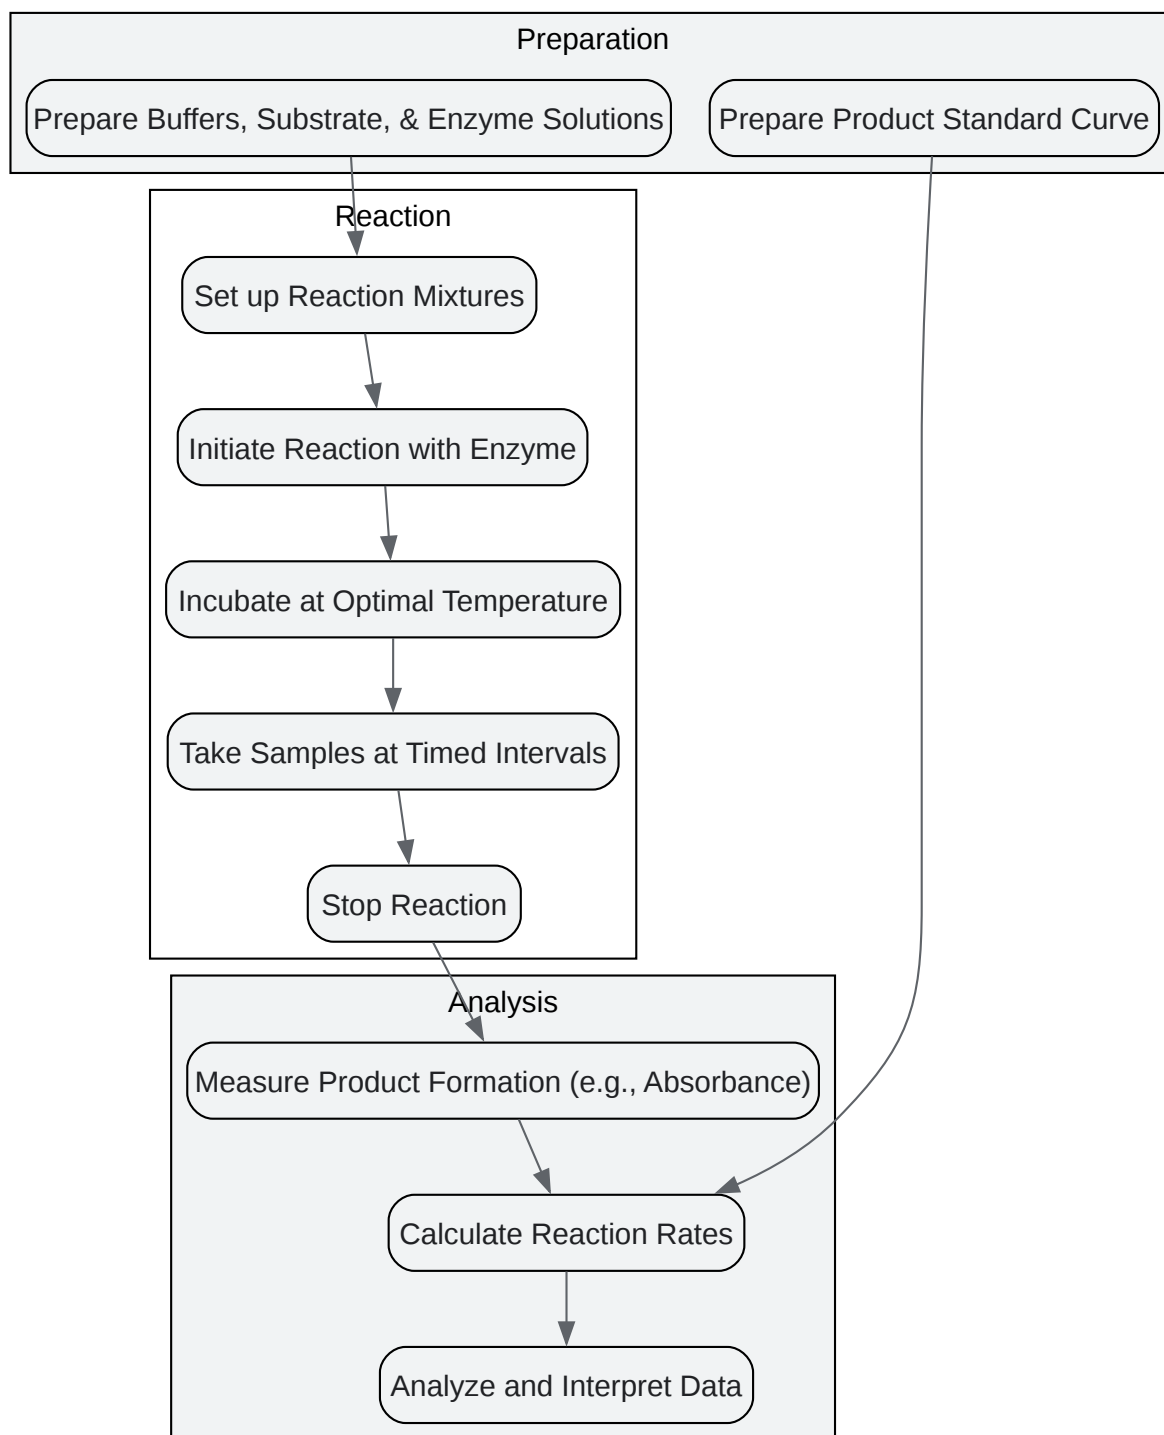 Preparation
Prepare Buffers, Substrate, & Enzyme Solutions
Prepare Product Standard Curve
Reaction
Set up Reaction Mixtures
Initiate Reaction with Enzyme
Incubate at Optimal Temperature
Take Samples at Timed Intervals
Stop Reaction
Analysis
Measure Product Formation (e.g., Absorbance)
Calculate Reaction Rates
Analyze and Interpret Data